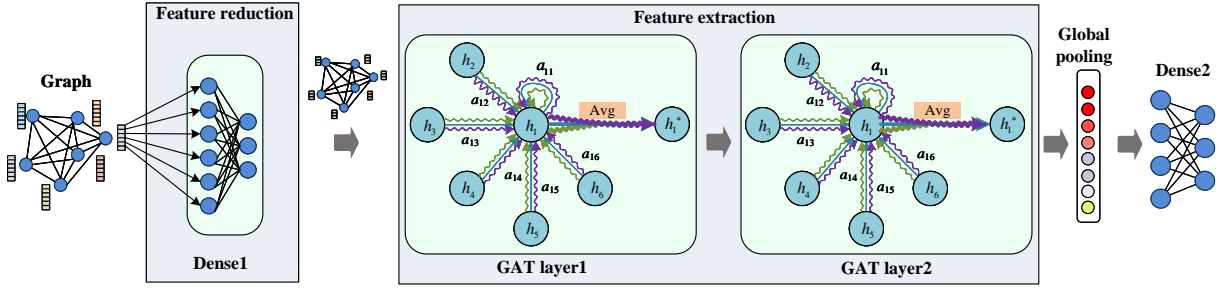 Graph
Feature reduction
Dense1
Feature extraction
h2
a11
a12
h3
h1
Avg
h1*
a13
a14
a16
a15
h4
h6
h5
GAT layer1
h2
a11
a12
h3
h1
Avg
h1*
a13
a14
a16
a15
h4
h6
h5
GAT layer2
Global
pooling
Dense2